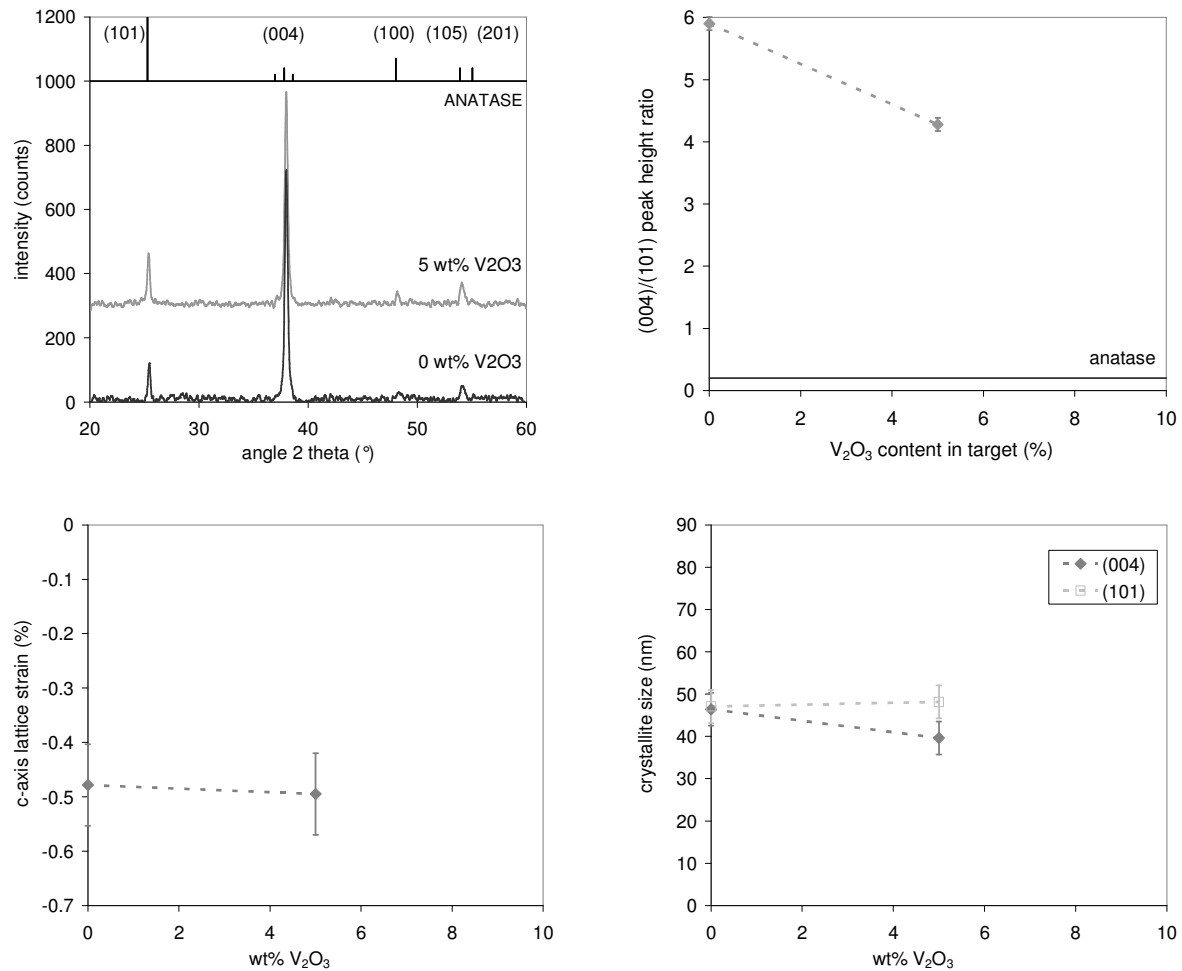 1200
1000
800
600
400
200
0
(101)
(004)
(100)
(105)
(201)
ANATASE
5 wt% V2O3
0 wt% V2O3
intensity (counts)
20 30 40 50 60
angle 2 theta (°)
6
5
4
3
2
1
0
(004)/(101) peak height ratio
anatase
0 2 4 6 8 10
V₂O₃ content in target (%)
0
-0.1
-0.2
-0.3
-0.4
-0.5
-0.6
-0.7
c-axis lattice strain (%)
0 2 4 6 8 10
wt% V₂O₃
90
80
70
60
50
40
30
20
10
0
crystallite size (nm)
(004)
(101)
0 2 4 6 8 10
wt% V₂O₃